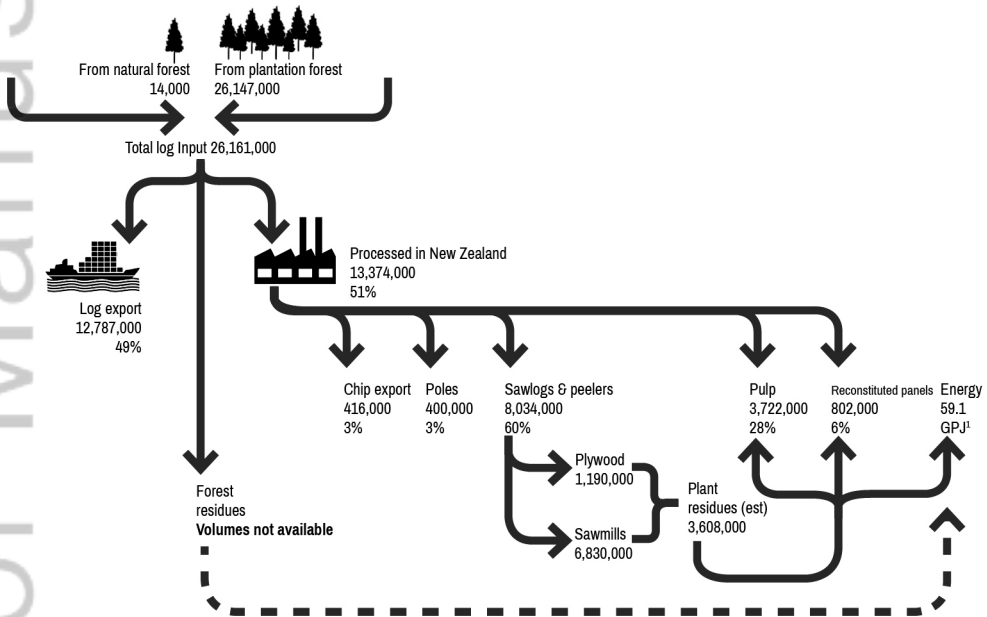 From natural forest
14,000
From plantation forest
26,147,000
Total log Input 26,161,000
Log export
12,787,000
49%
Processed in New Zealand
13,374,000
51%
Chip export
416,000
3%
Poles
400,000
3%
Sawlogs & peelers
8,034,000
60%
Pulp
3,722,000
28%
Reconstituted panels
802,000
6%
Energy
59.1
GPJ¹
Plywood
1,190,000
Sawmills
6,830,000
Plant
residues (est)
3,608,000
Forest
residues
Volumes not available